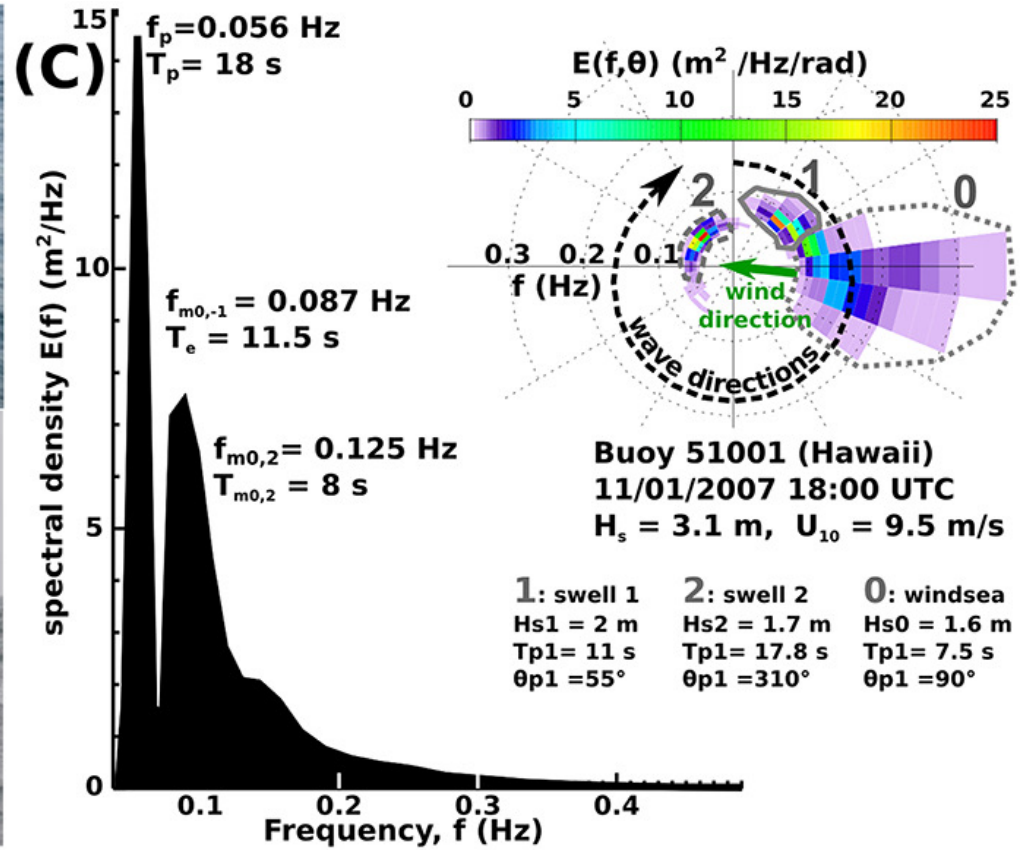 (C)
15
10
5
0
spectral density E(f) (m²/Hz)
fp=0.056 Hz
Tp= 18 s
fm0,-1 = 0.087 Hz
Te = 11.5 s
fm0,2= 0.125 Hz
Tm0,2 = 8 s
0.1 0.2 0.3 0.4
Frequency, f (Hz)
E(f,θ) (m² /Hz/rad)
0 5 10 15 20 25
2 1 0
0.3 0.2 0.1
f (Hz)
wind
direction
wave directions
Buoy 51001 (Hawaii)
11/01/2007 18:00 UTC
Hs = 3.1 m, U10 = 9.5 m/s
1: swell 1
Hs1 = 2 m
Tp1= 11 s
θp1 =55°
2: swell 2
Hs2 = 1.7 m
Tp1= 17.8 s
θp1 =310°
0: windsea
Hs0 = 1.6 m
Tp1= 7.5 s
θp1 =90°